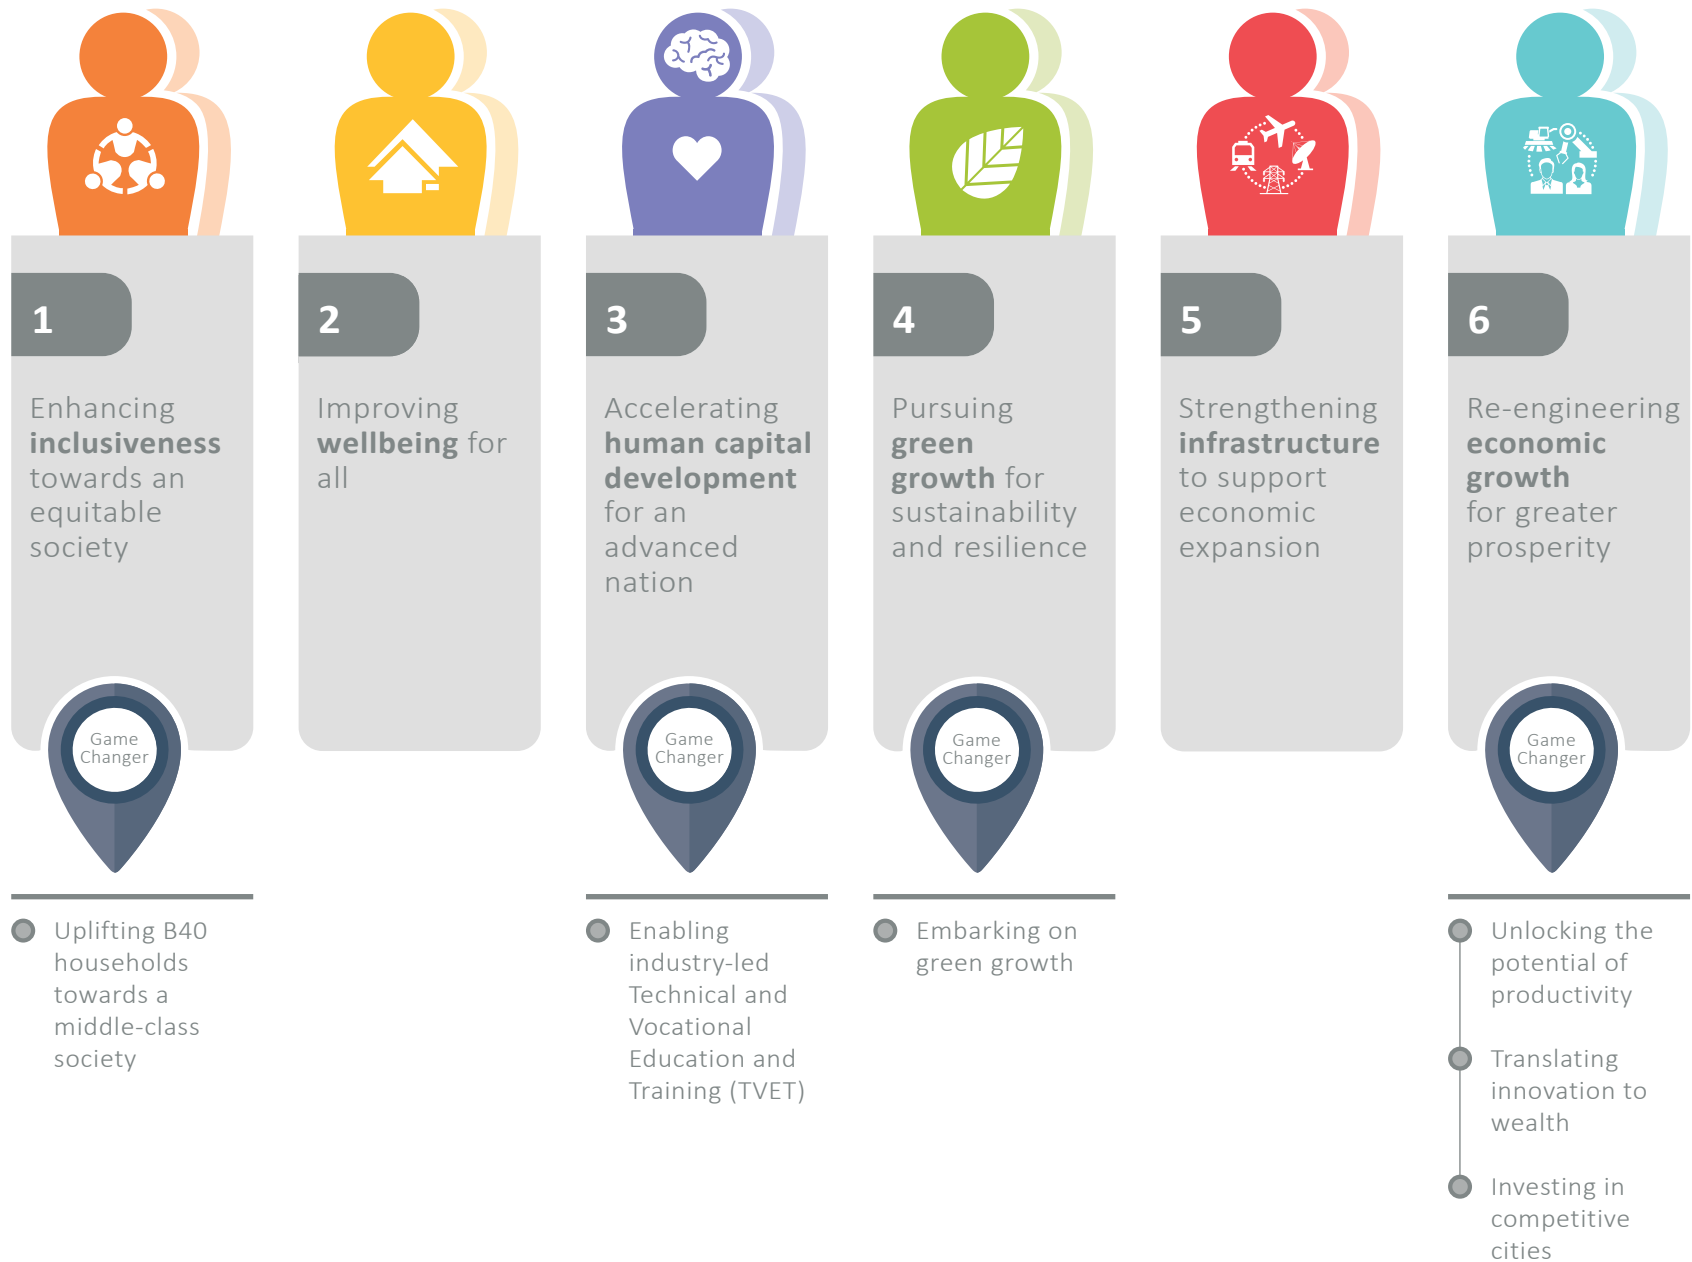 1
Enhancing
inclusiveness
towards an
equitable
society
Game
Changer
Uplifting B40
households
towards a
middle-class
society
2
Improving
wellbeing for
all
3
Accelerating
human capital
development
for an
advanced
nation
Game
Changer
Enabling
industry-led
Technical and
Vocational
Education and
Training (TVET)
4
Pursuing
green
growth for
sustainability
and resilience
Game
Changer
Embarking on
green growth
5
Strengthening
infrastructure
to support
economic
expansion
6
Re-engineering
economic
growth
for greater
prosperity
Game
Changer
Unlocking the
potential of
productivity
Translating
innovation to
wealth
Investing in
competitive
cities